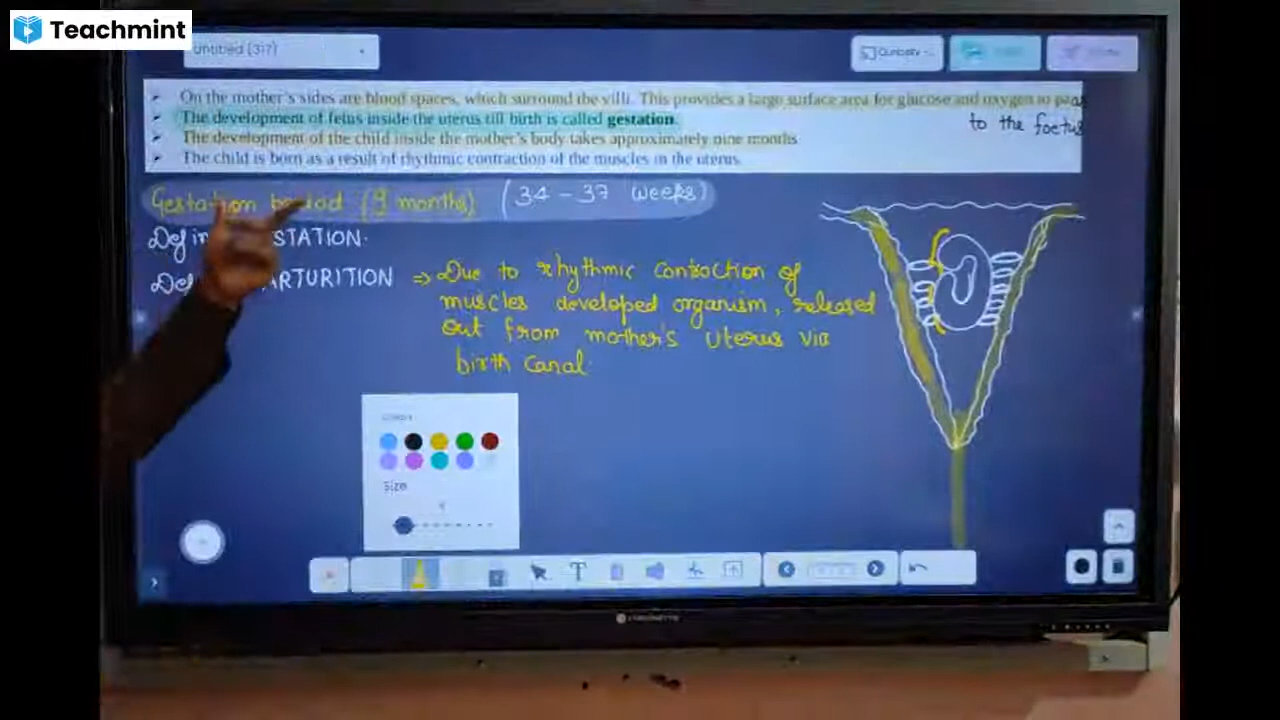 Teachmint
Untitled (317)
On the mother's sides are blood spaces, which surround the villi. This provides a large surface area for glucose and oxygen to pass
to the foetus
The development of fetus inside the uterus till birth is called gestation.
The development of the child inside the mother's body takes approximately nine months
The child is born as a result of rhythmic contraction of the muscles in the uterus.
Gestation (9 months) (34 - 37 weeks)
STATION.
ARTURITION ⇒ Due to rhythmic contraction of
muscles developed organism, released
out from mother's uterus via
birth canal.
Size
T